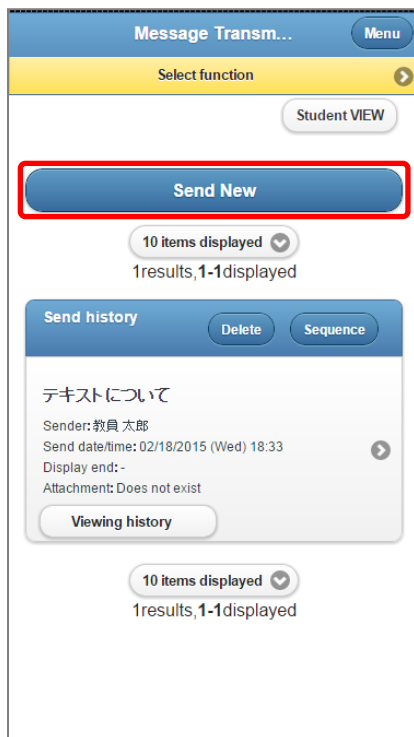 Message Transm... Menu
Select function
Student VIEW
Send New
10 items displayed
1results,1-1displayed
Send history Delete Sequence
テキストについて
Sender:教員 太郎
Send date/time: 02/18/2015 (Wed) 18:33
Display end:-
Attachment: Does not exist
Viewing history
10 items displayed
1results,1-1displayed